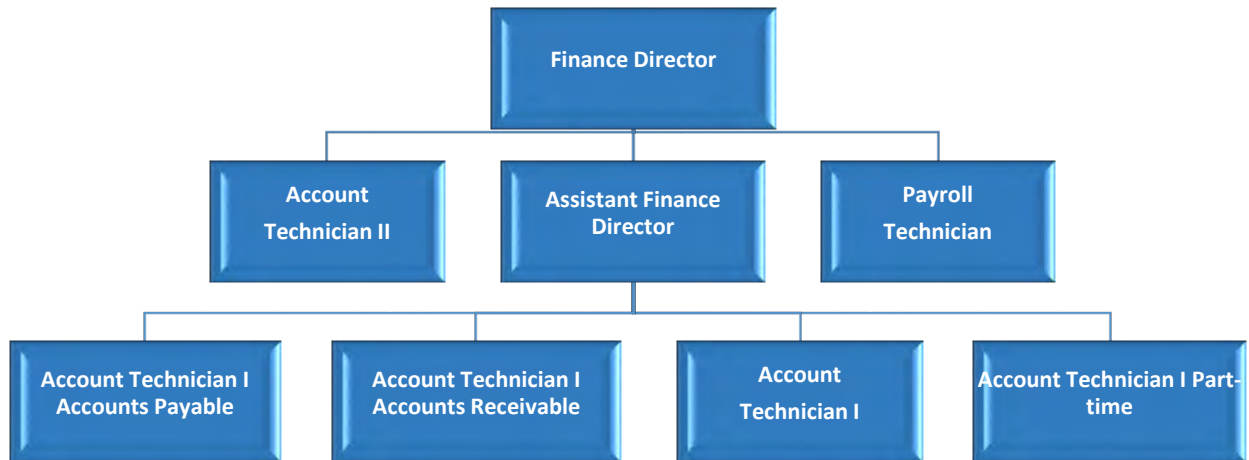 Finance Director
Account
Technician II
Assistant Finance
Director
Payroll
Technician
Account Technician I
Accounts Payable
Account Technician I
Accounts Receivable
Account
Technician I
Account Technician I Part-
time